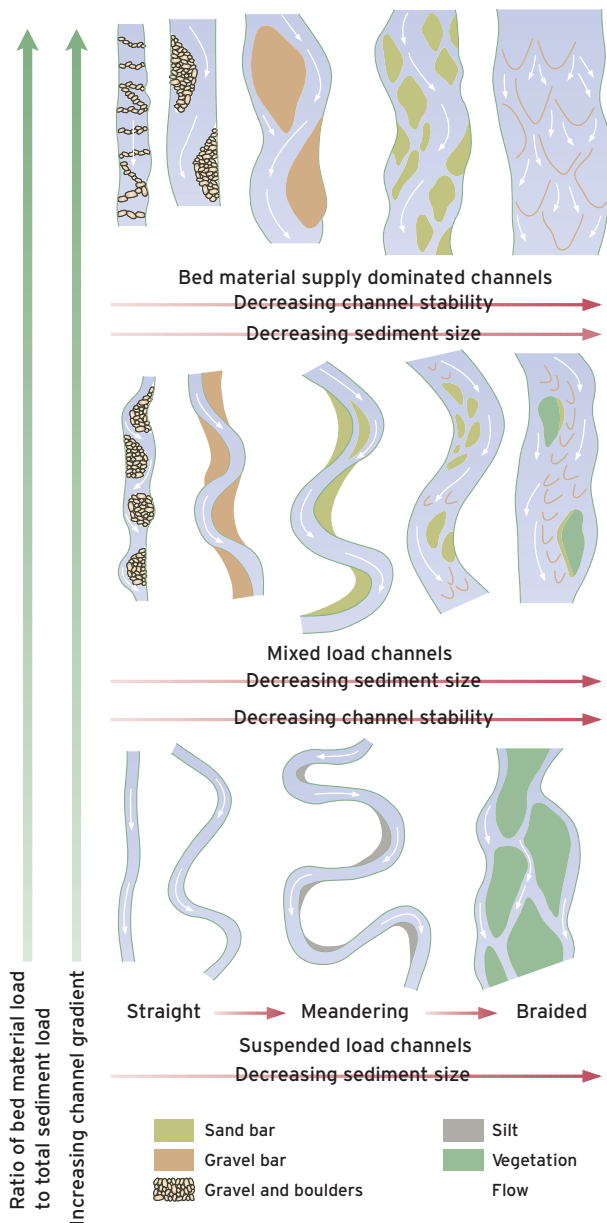 Bed material supply dominated channels
Decreasing channel stability
Decreasing sediment size
Mixed load channels
Decreasing sediment size
Decreasing channel stability
Straight
Meandering
Braided
Suspended load channels
Decreasing sediment size
Ratio of bed material load
to total sediment load
Increasing channel gradient
Sand bar
Gravel bar
Gravel and boulders
Silt
Vegetation
Flow